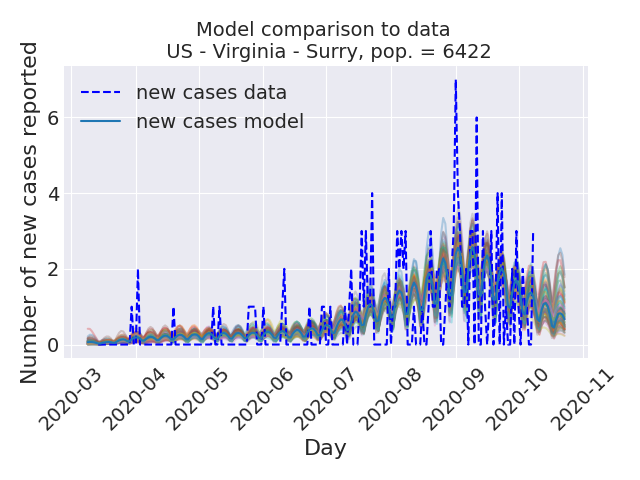 Model comparison to data
US - Virginia - Surry, pop. = 6422
new cases data
new cases model
Number of new cases reported
6
4
2
0
2020-03
2020-04
2020-05
2020-06
2020-07
2020-08
2020-09
2020-10
2020-11
Day